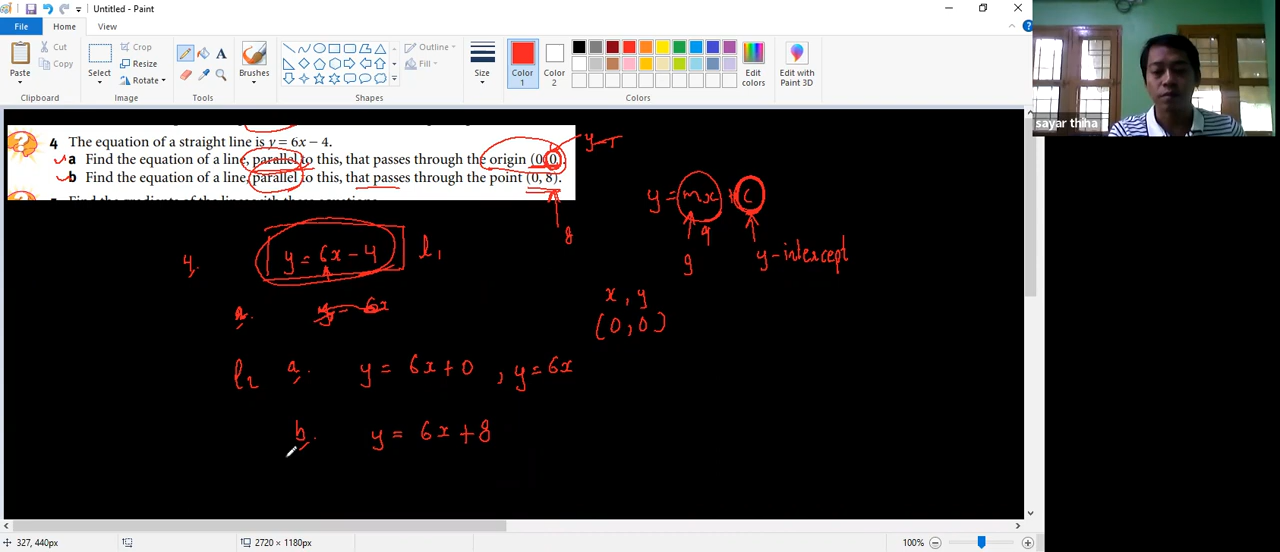 Untitled - Paint
File Home View
Paste
Cut
Copy
Clipboard
Select
Crop
Resize
Rotate
Image
Tools
Brushes
Shapes
Outline
Fill
Size
Color 1
Color 2
Edit colors
Colors
Edit with Paint 3D
sayar thiha
4 The equation of a straight line is y = 6x − 4.
a Find the equation of a line, parallel to this, that passes through the origin (0, 0).
b Find the equation of a line, parallel to this, that passes through the point (0, 8).
y = mx + c
g
y-intercept
8
4. y = 6x − 4 l1
a. y = 6x
x, y
(0, 0)
l2 a. y = 6x + 0 , y = 6x
b. y = 6x + 8
327, 440px
2720 × 1180px
100%